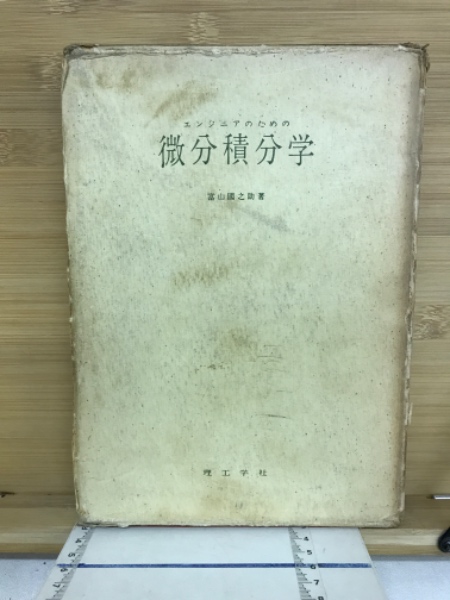 エンジニアのための
微分積分学
富山國之助著
理工学社